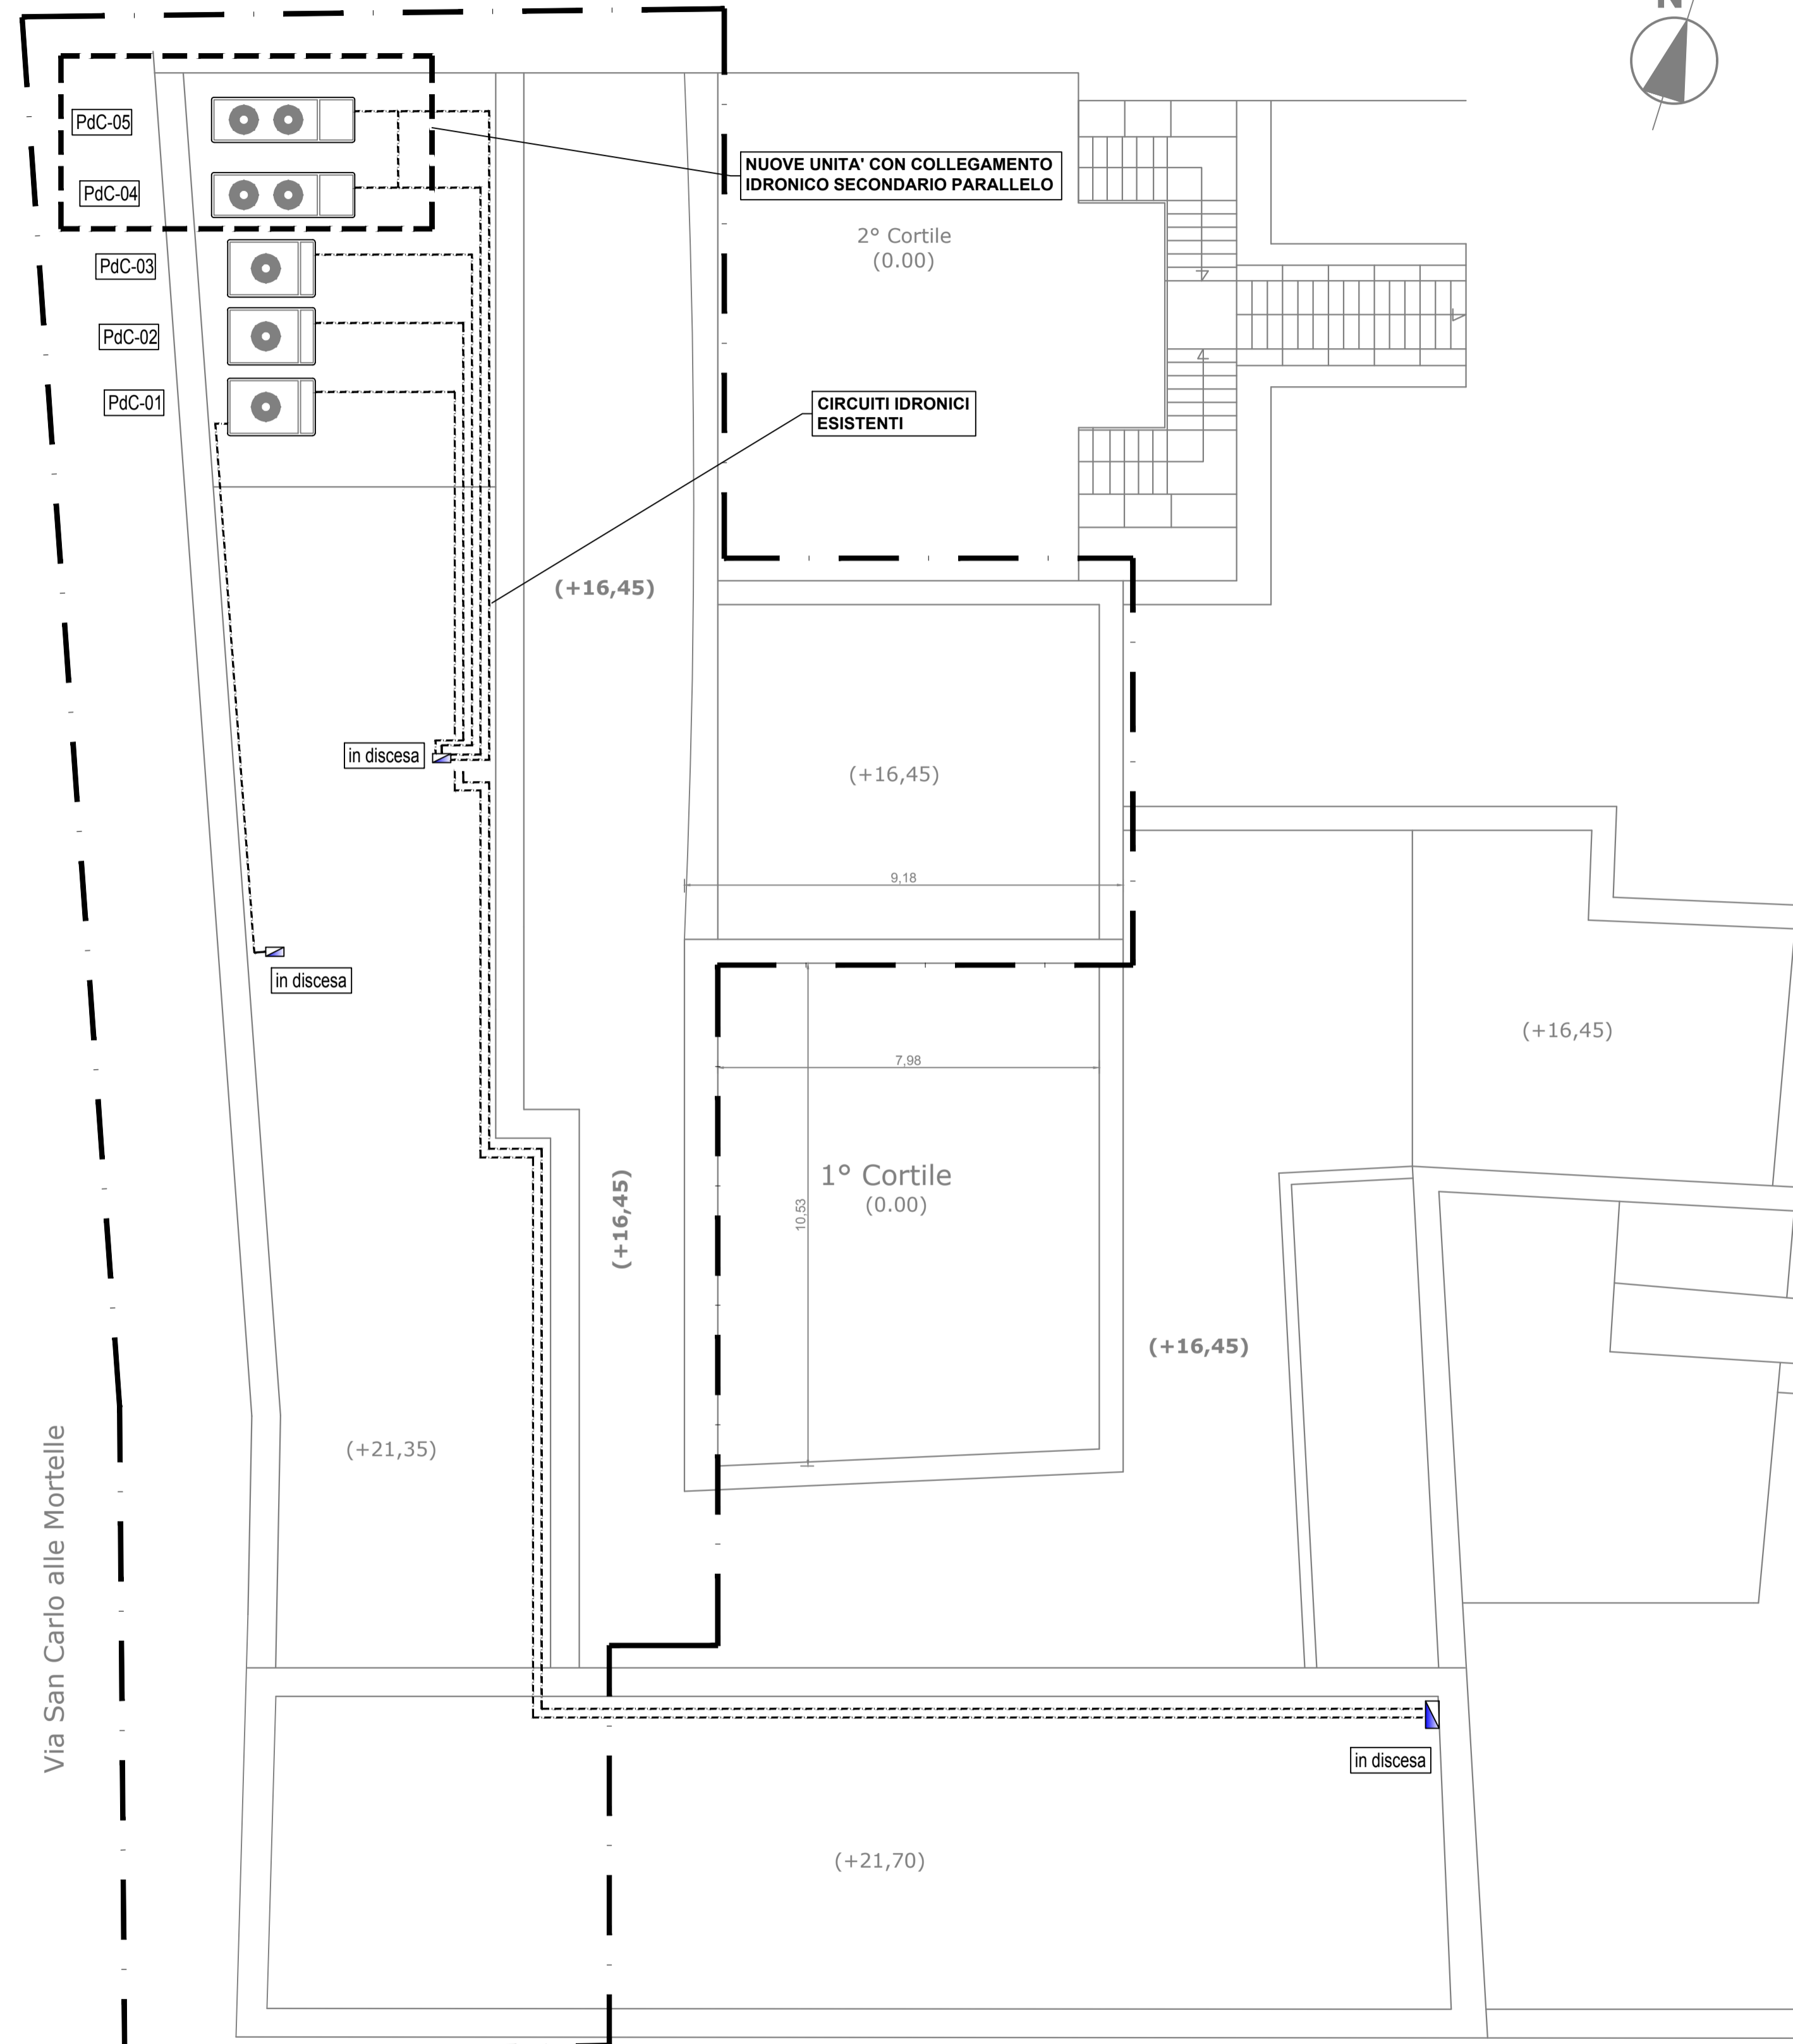 N
PdC-05
NUOVE UNITA' CON COLLEGAMENTO
IDRONICO SECONDARIO PARALLELO
PdC-04
2° Cortile
(0.00)
PdC-03
PdC-02
PdC-01
CIRCUITI IDRONICI
ESISTENTI
(+16,45)
in discesa
(+16,45)
9,18
in discesa
(+16,45)
7,98
1° Cortile
(0.00)
10,53
(+16,45)
(+16,45)
(+21,35)
Via San Carlo alle Mortelle
in discesa
(+21,70)